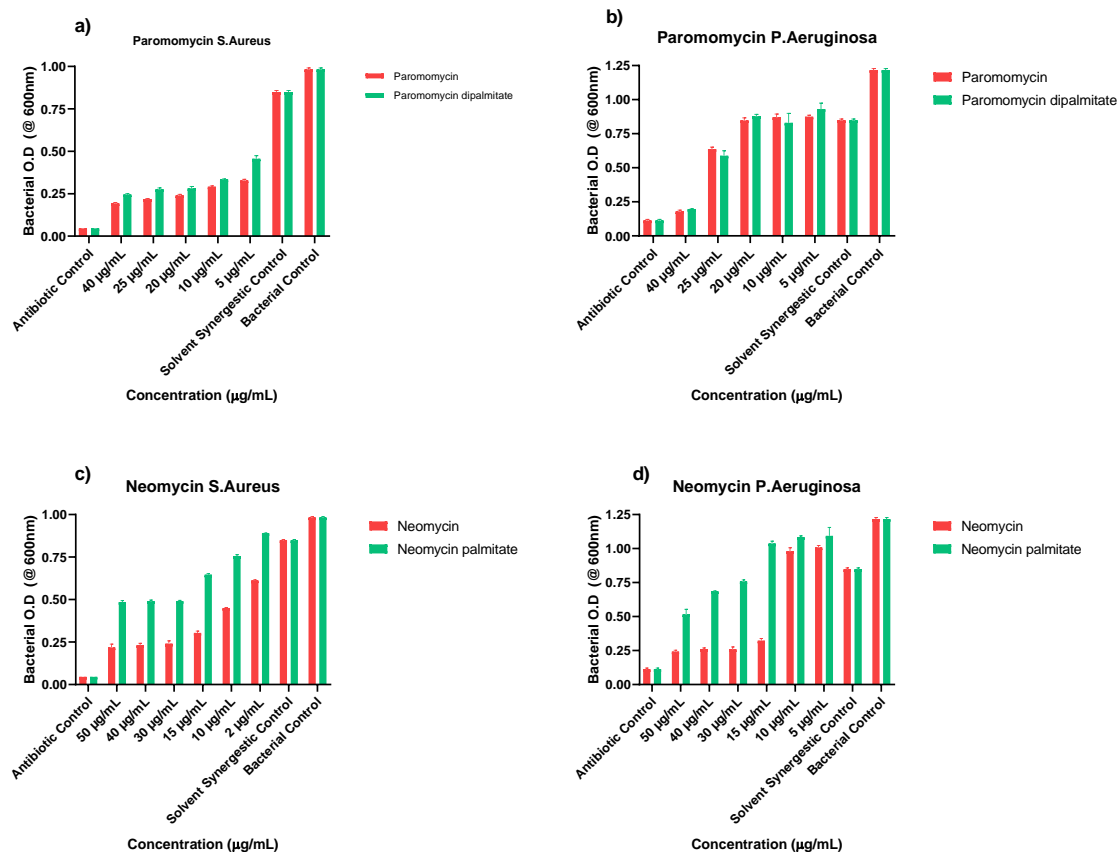 a)
Paromomycin S.Aureus
Bacterial O.D (@ 600nm)
1.00
0.75
0.50
0.25
0.00
Paromomycin
Paromomycin dipalmitate
Antibiotic Control
40 µg/mL
25 µg/mL
20 µg/mL
10 µg/mL
5 µg/mL
Solvent Synergestic Control
Bacterial Control
Concentration (µg/mL)
b)
Paromomycin P.Aeruginosa
Bacterial O.D (@ 600nm)
1.25
1.00
0.75
0.50
0.25
0.00
Paromomycin
Paromomycin dipalmitate
Antibiotic Control
40 µg/mL
25 µg/mL
20 µg/mL
10 µg/mL
5 µg/mL
Solvent Synergestic Control
Bacterial Control
Concentration (µg/mL)
c)
Neomycin S.Aureus
Bacterial O.D (@ 600nm)
1.00
0.75
0.50
0.25
0.00
Neomycin
Neomycin palmitate
Antibiotic Control
50 µg/mL
40 µg/mL
30 µg/mL
15 µg/mL
10 µg/mL
2 µg/mL
Solvent Synergestic Control
Bacterial Control
Concentration (µg/mL)
d)
Neomycin P.Aeruginosa
Bacterial O.D (@ 600nm)
1.25
1.00
0.75
0.50
0.25
0.00
Neomycin
Neomycin palmitate
Antibiotic Control
50 µg/mL
40 µg/mL
30 µg/mL
15 µg/mL
10 µg/mL
5 µg/mL
Solvent Synergestic Control
Bacterial Control
Concentration (µg/mL)